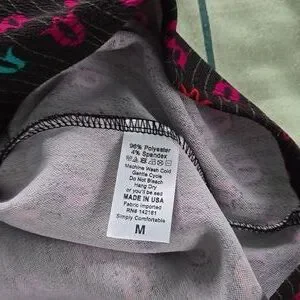 96% Polyester
4% Spandex
Machine Wash Cold
Gentle Cycle
Do Not Bleach
Hang Dry
or you'll be sad
MADE IN USA
Fabric Imported
RN# 142161
Simply Comfortable
M